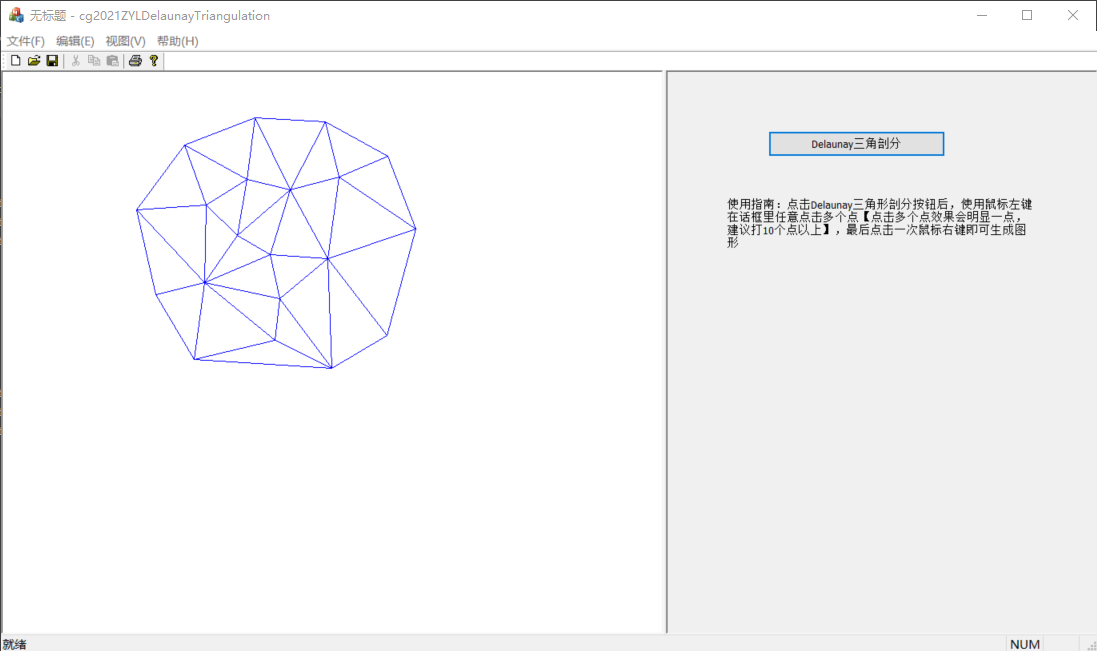 无标题 - cg2021ZYLDelaunayTriangulation
文件(F) 编辑(E) 视图(V) 帮助(H)
Delaunay三角剖分
使用指南：点击Delaunay三角形剖分按钮后，使用鼠标左键
在话框里任意点击多个点【点击多个点效果会明显一点，
建议打10个点以上】，最后点击一次鼠标右键即可生成图
形
就绪
NUM